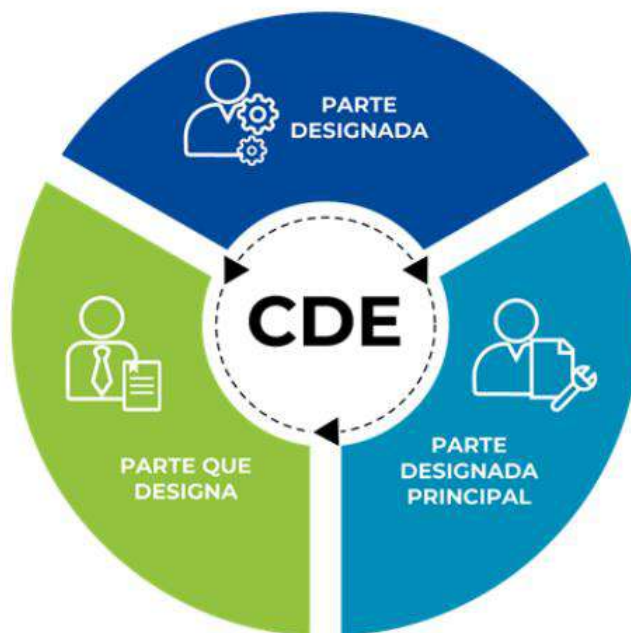 PARTE
DESIGNADA
CDE
PARTE QUE
DESIGNA
PARTE
DESIGNADA
PRINCIPAL